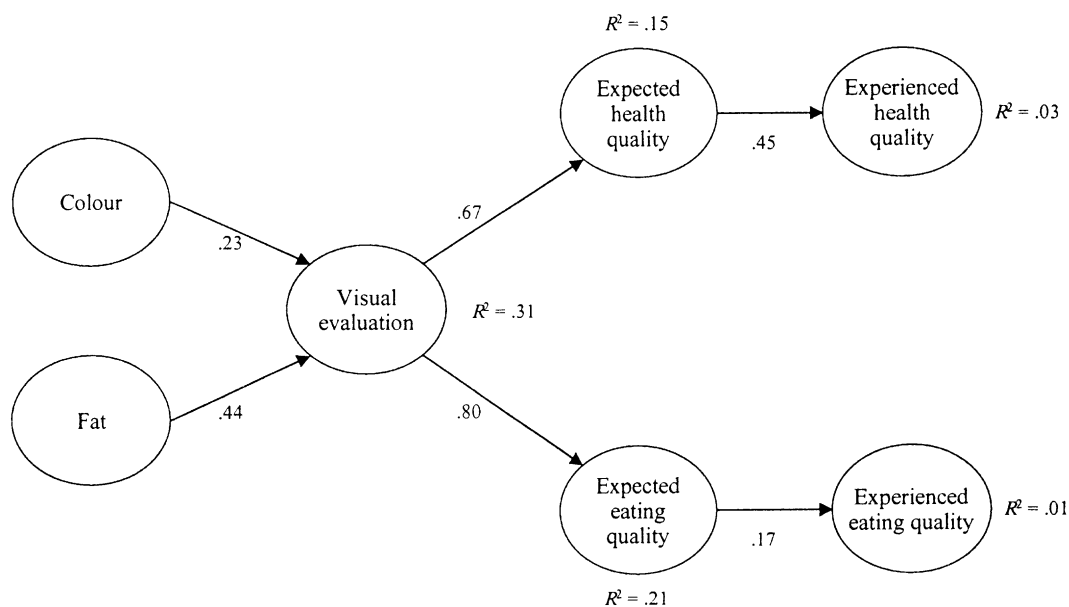 R² = .15
Expected
health
quality
Experienced
health
quality
R² = .03
.45
Colour
.23
.67
Visual
evaluation
R² = .31
Fat
.44
.80
Expected
eating
quality
Experienced
eating quality
R² = .01
.17
R² = .21